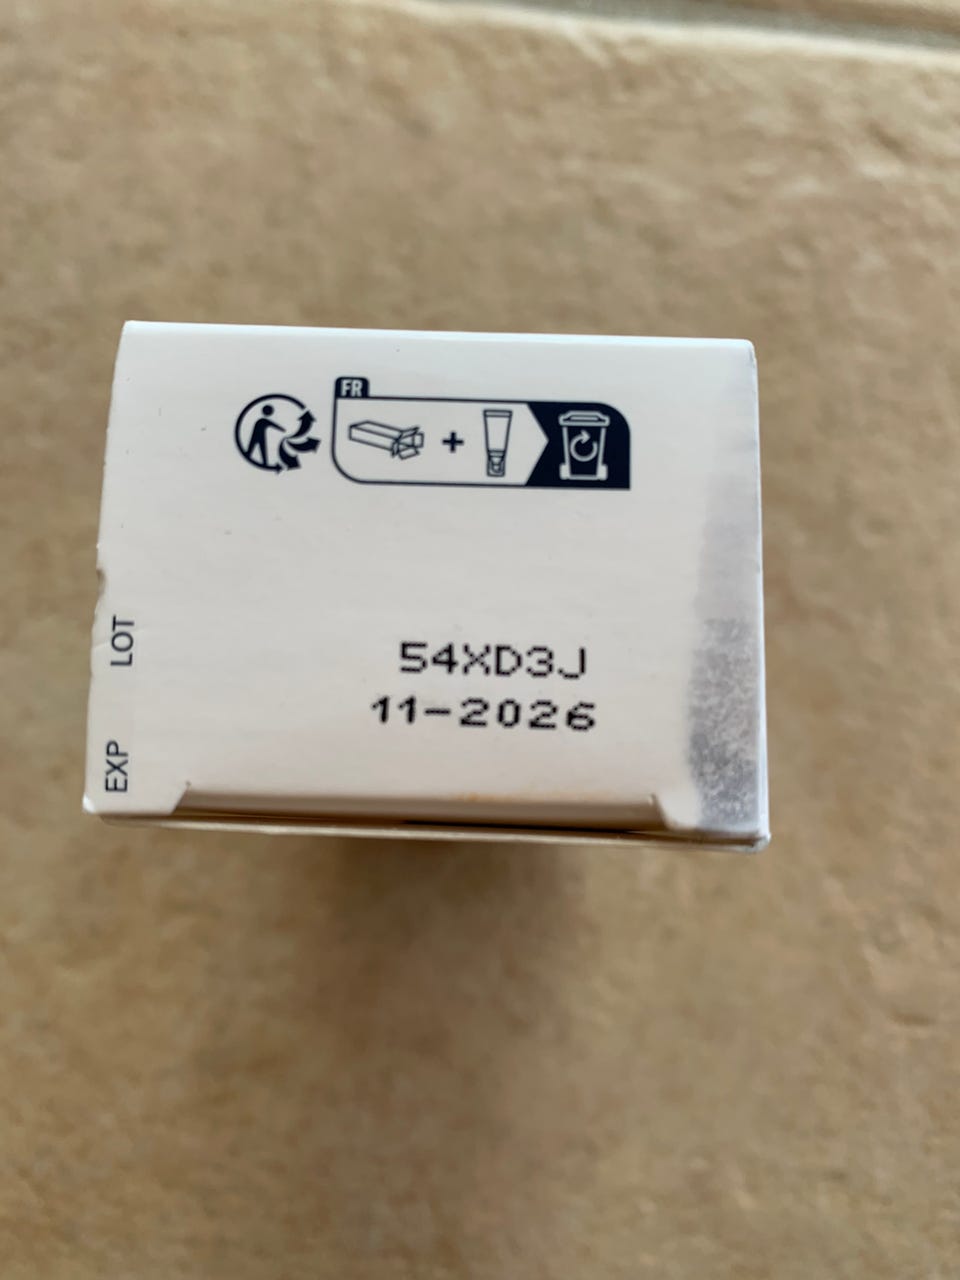 FR
+
LOT
54XD3J
11-2026
EXP